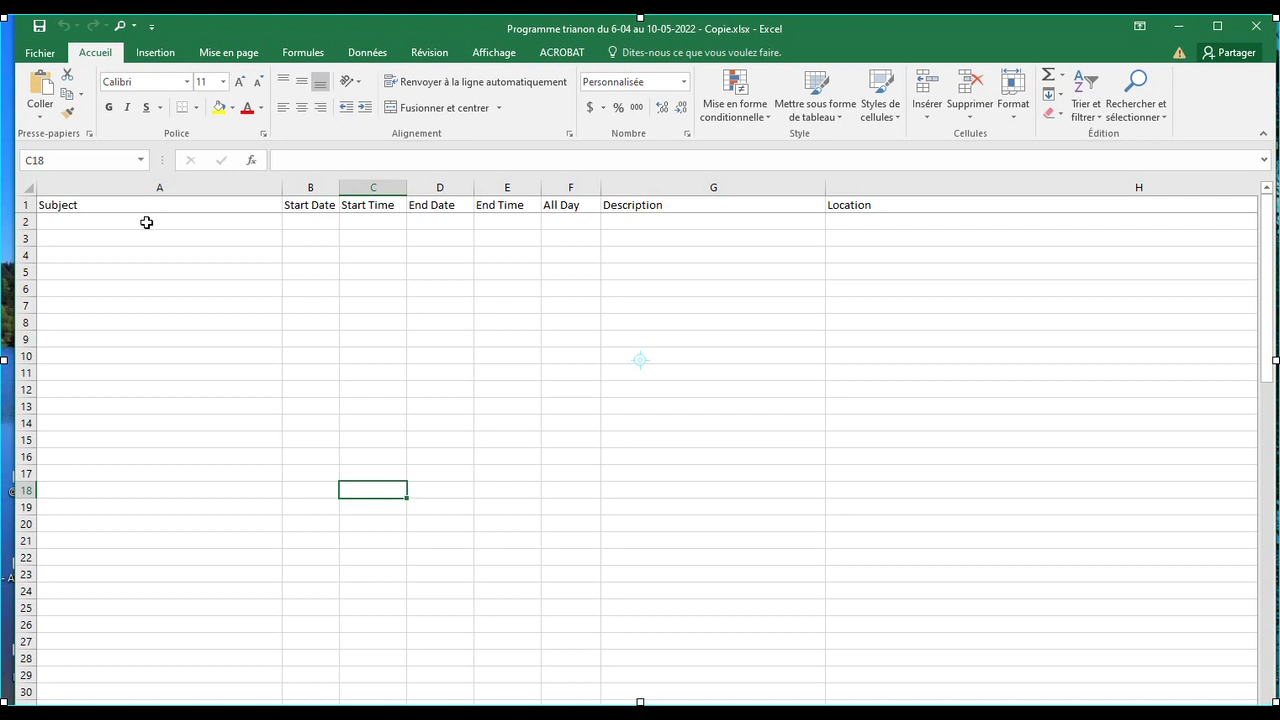 Programme trianon du 6-04 au 10-05-2022 - Copie.xlsx - Excel
Fichier Accueil Insertion Mise en page Formules Données Révision Affichage ACROBAT Dites-nous ce que vous voulez faire. Partager
Coller
Presse-papiers
Calibri 11
G I S A
Police
Renvoyer à la ligne automatiquement
Fusionner et centrer
Alignement
Personnalisée
$ % 000
Nombre
Mise en forme conditionnelle
Mettre sous forme de tableau
Styles de cellules
Style
Insérer Supprimer Format
Cellules
Trier et filtrer
Rechercher et sélectionner
Édition
C18 fx
A B C D E F G H
1 Subject Start Date Start Time End Date End Time All Day Description Location
2
3
4
5
6
7
8
9
10
11
12
13
14
15
16
17
18
19
20
21
22
23
24
25
26
27
28
29
30